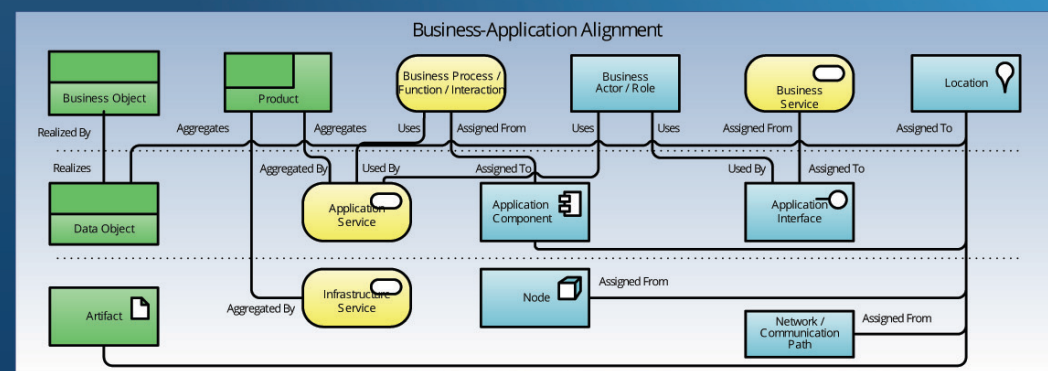 Business-Application Alignment
Business Object
Product
Business Process /
Function / Interaction
Business
Actor / Role
Business
Service
Location
Realized By
Aggregates
Aggregates
Uses
Assigned From
Uses
Uses
Assigned From
Assigned To
Realizes
Aggregated By
Used By
Assigned To
Used By
Assigned To
Data Object
Application
Service
Application
Component
Application
Interface
Artifact
Aggregated By
Infrastructure
Service
Node
Assigned From
Network /
Communication
Path
Assigned From